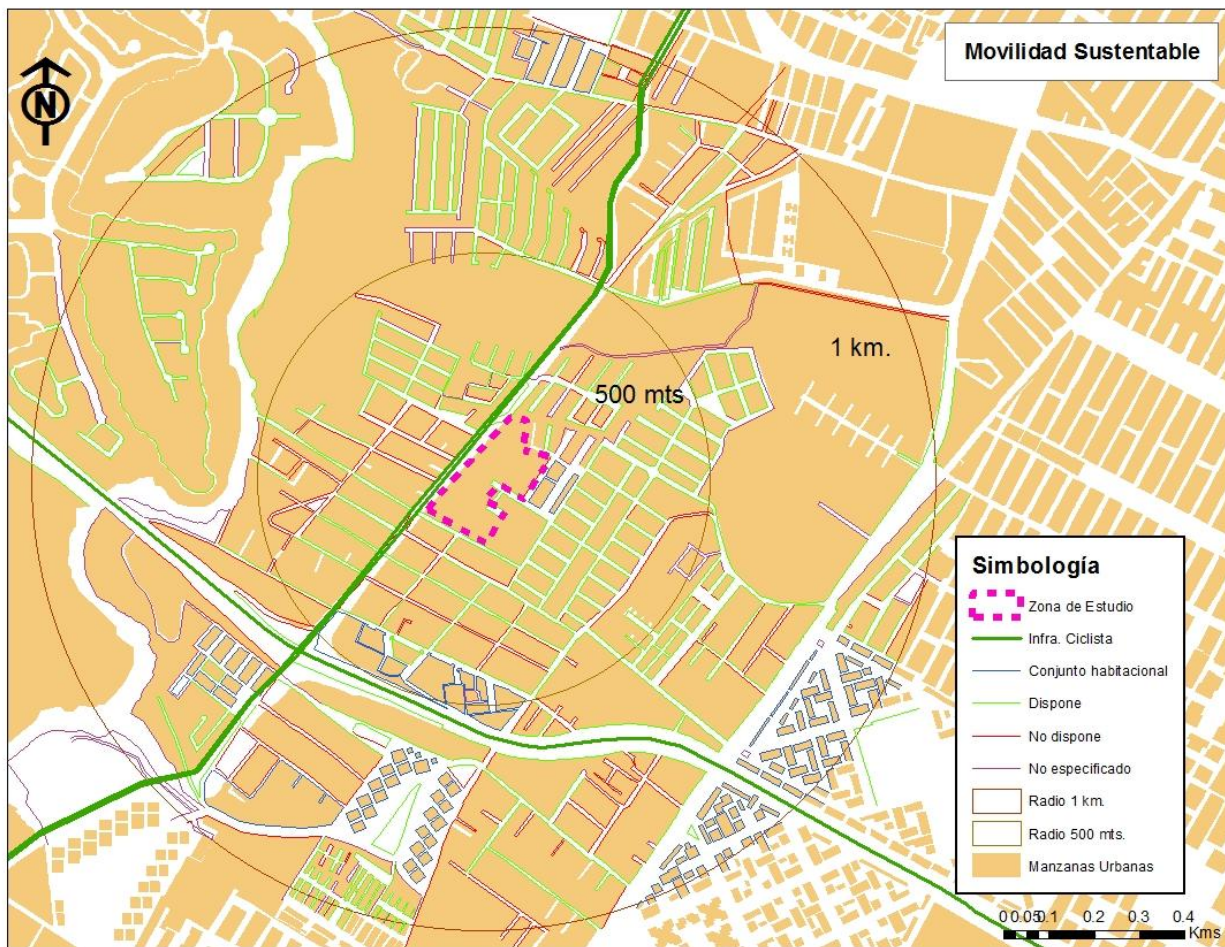 Movilidad Sustentable
N
1 km.
500 mts
Simbología
Zona de Estudio
Infra. Ciclista
Conjunto habitacional
Dispone
No dispone
No especificado
Radio 1 km.
Radio 500 mts.
Manzanas Urbanas
0 0.05 0.1 0.2 0.3 0.4
Kms